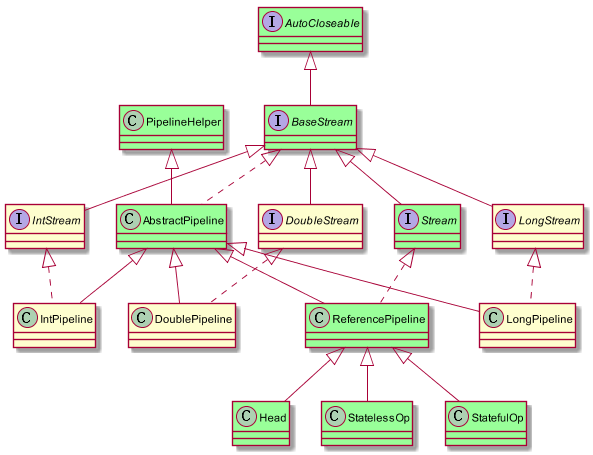 I AutoCloseable
C PipelineHelper
I BaseStream
I IntStream
C AbstractPipeline
I DoubleStream
I Stream
I LongStream
C IntPipeline
C DoublePipeline
C ReferencePipeline
C LongPipeline
C Head
C StatelessOp
C StatefulOp